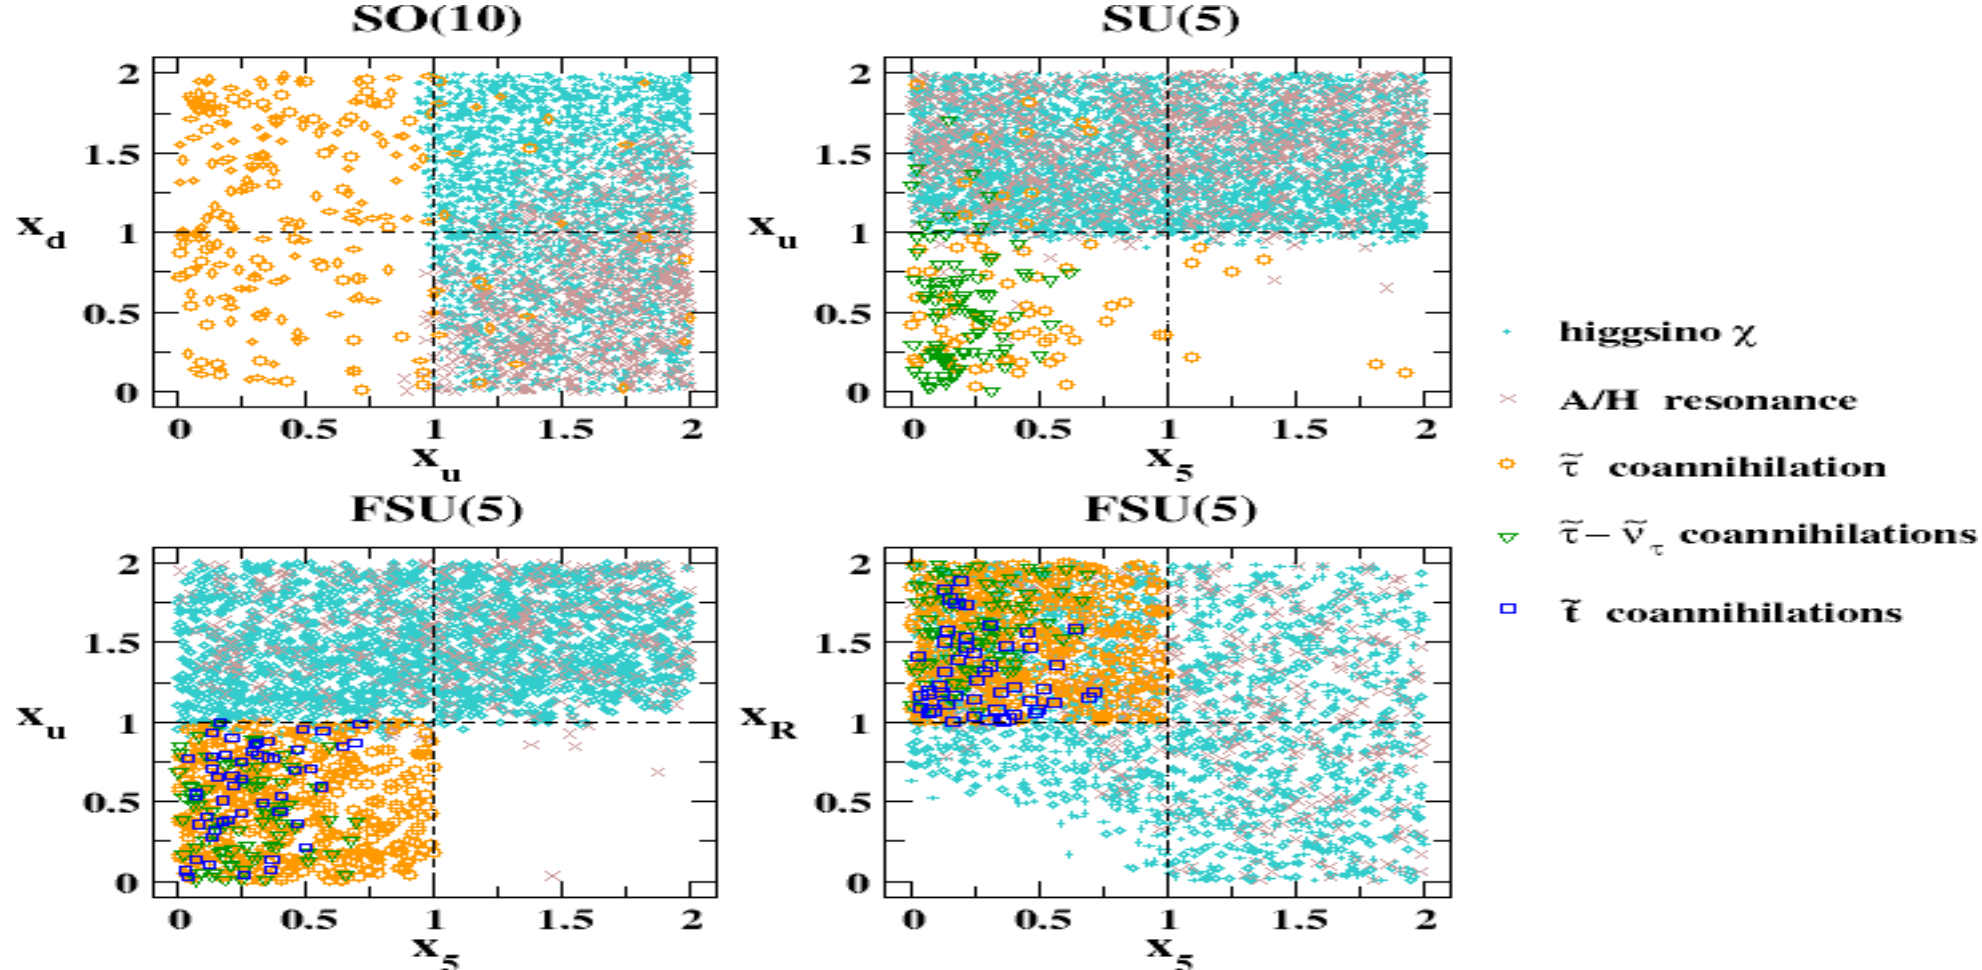 SO(10)
SU(5)
2
1.5
x_d
1
0.5
0
0 0.5 1 1.5 2
x_u
2
1.5
x_u
1
0.5
0
0 0.5 1 1.5 2
x_5
FSU(5)
FSU(5)
2
1.5
x_u
1
0.5
0
0 0.5 1 1.5 2
x_5
2
1.5
x_R
1
0.5
0
0 0.5 1 1.5 2
x_5
higgsino χ
A/H resonance
τ̃ coannihilation
τ̃−ν̃_τ coannihilations
t̃ coannihilations